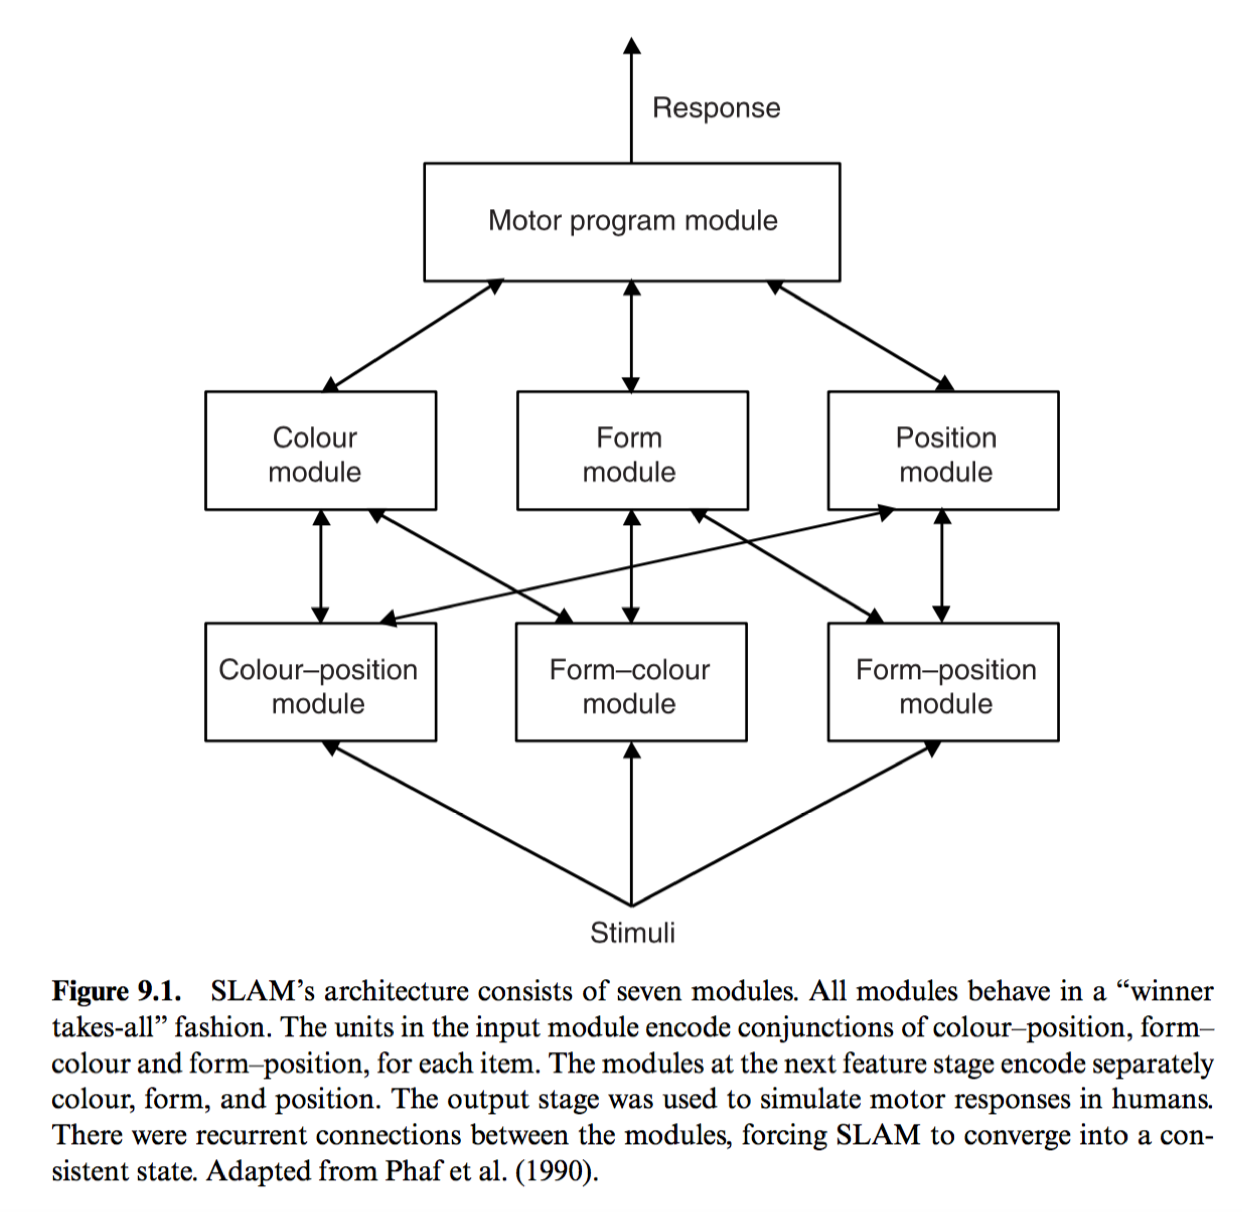 Response
Motor program module
Colour
module
Form
module
Position
module
Colour–position
module
Form–colour
module
Form–position
module
Stimuli
Figure 9.1. SLAM’s architecture consists of seven modules. All modules behave in a “winner
takes-all” fashion. The units in the input module encode conjunctions of colour–position, form–
colour and form–position, for each item. The modules at the next feature stage encode separately
colour, form, and position. The output stage was used to simulate motor responses in humans.
There were recurrent connections between the modules, forcing SLAM to converge into a con-
sistent state. Adapted from Phaf et al. (1990).